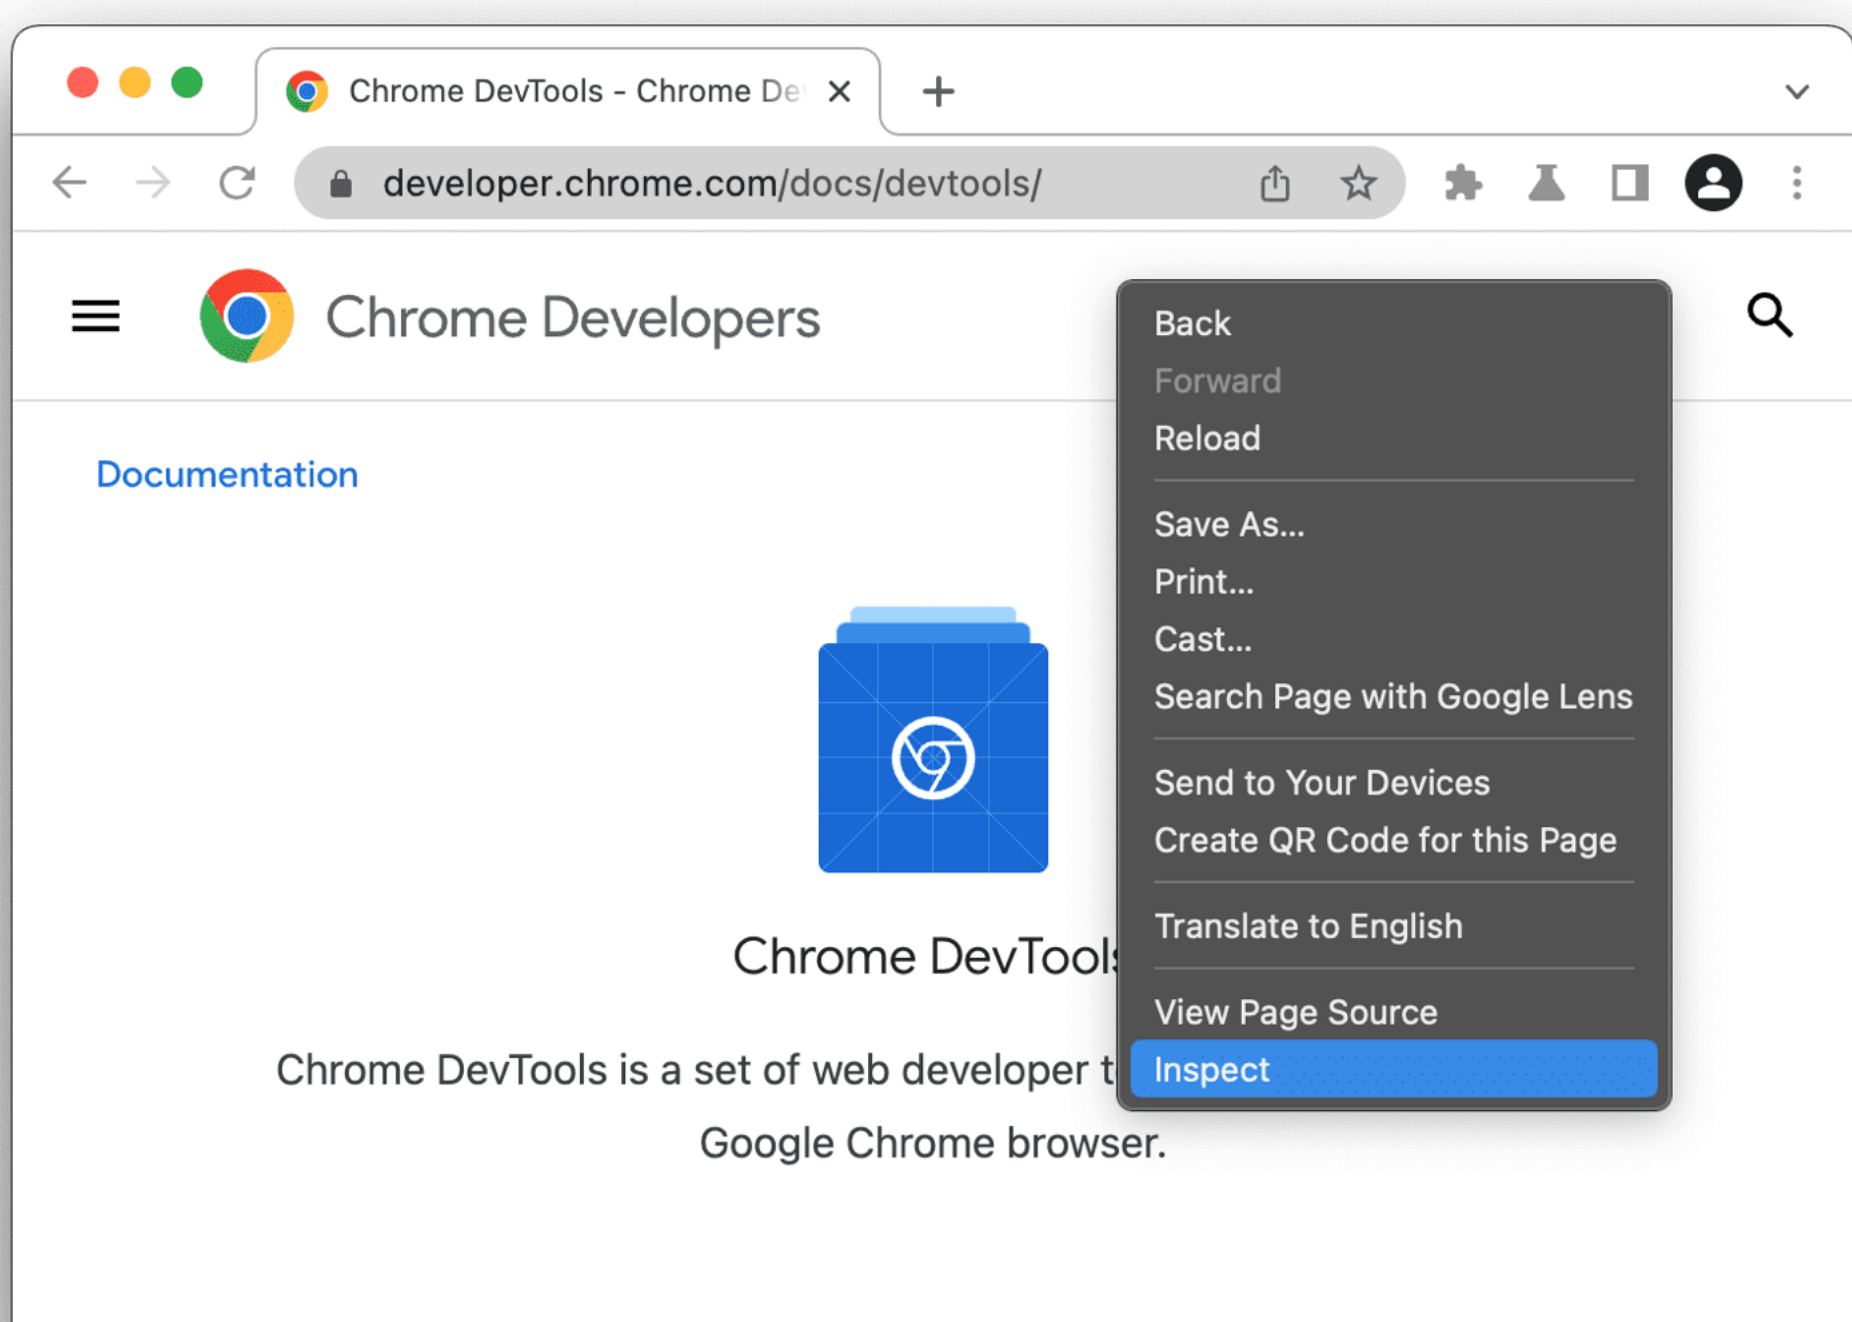 Chrome DevTools - Chrome De
developer.chrome.com/docs/devtools/
Chrome Developers
Documentation
Chrome DevTools
Chrome DevTools is a set of web developer t
Google Chrome browser.
Back
Forward
Reload
Save As...
Print...
Cast...
Search Page with Google Lens
Send to Your Devices
Create QR Code for this Page
Translate to English
View Page Source
Inspect